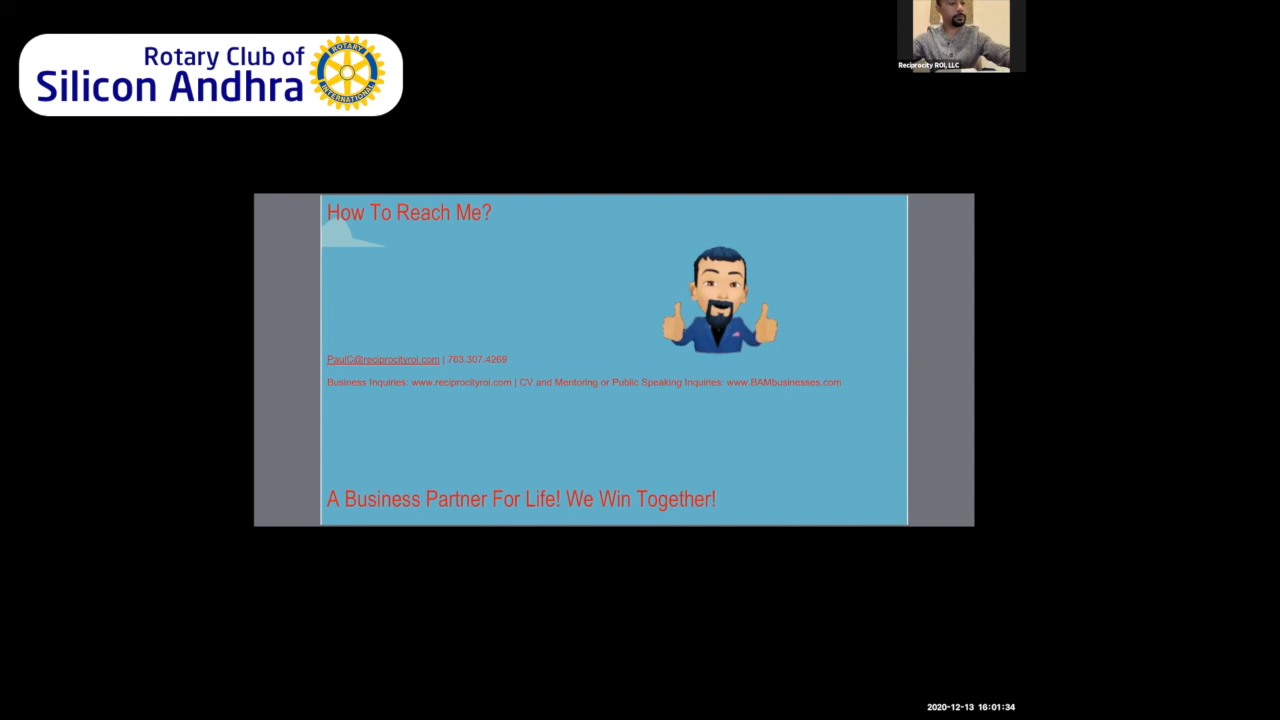 Rotary Club of
Silicon Andhra
ROTARY
INTERNATIONAL
Reciprocity ROI, LLC
How To Reach Me?
PaulC@reciprocityroi.com | 763.307.4269
Business Inquiries: www.reciprocityroi.com | CV and Mentoring or Public Speaking Inquiries: www.BAMbusinesses.com
A Business Partner For Life! We Win Together!
2020-12-13 16:01:34